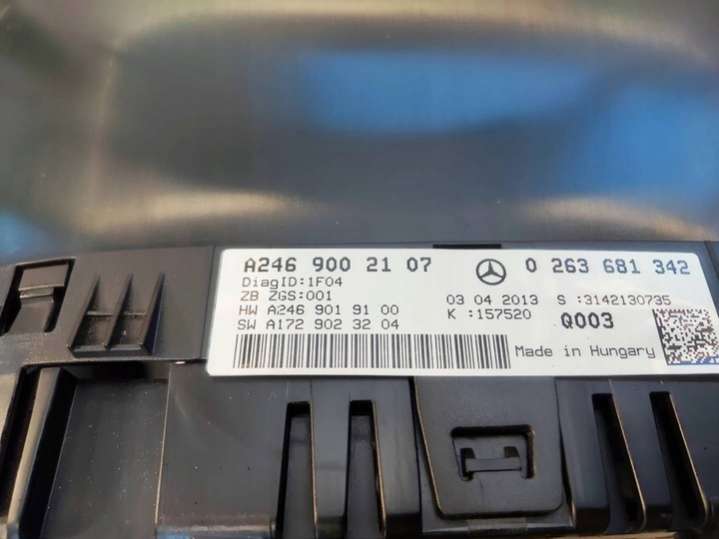 A246 900 21 07 0 263 681 342
DiagID:1F04
ZB ZGS:001 03 04 2013 S :3142130735
HW A246 901 91 00 K :157520 Q003
SW A172 902 32 04
Made in Hungary